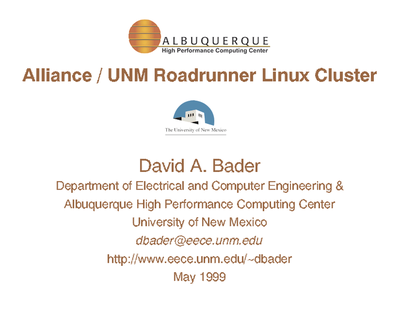 ALBUQUERQUE
High Performance Computing Center
Alliance / UNM Roadrunner Linux Cluster
The University of New Mexico
David A. Bader
Department of Electrical and Computer Engineering &
Albuquerque High Performance Computing Center
University of New Mexico
dbader@eece.unm.edu
http://www.eece.unm.edu/~dbader
May 1999